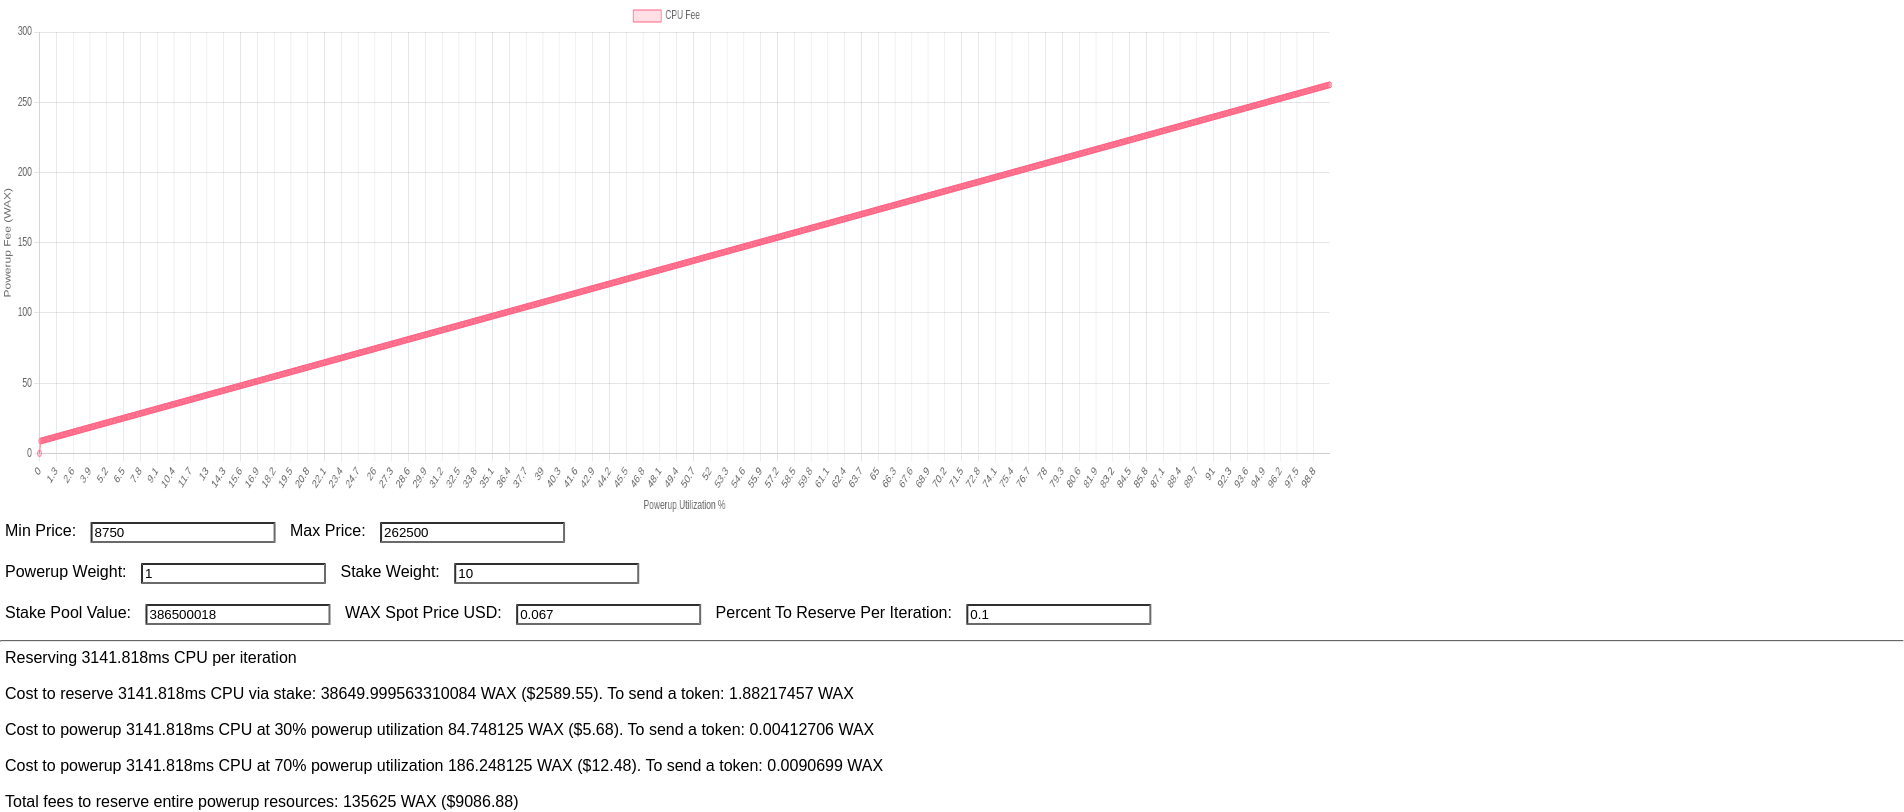 CPU Fee
300
250
200
150
100
50
0
Powerup Fee (WAX)
0 1.3 2.6 3.9 5.2 6.5 7.8 9.1 10.4 11.7 13 14.3 15.6 16.9 18.2 19.5 20.8 22.1 23.4 24.7 26 27.3 28.6 29.9 31.2 32.5 33.8 35.1 36.4 37.7 39 40.3 41.6 42.9 44.2 45.5 46.8 48.1 49.4 50.7 52 53.3 54.6 55.9 57.2 58.5 59.8 61.1 62.4 63.7 65 66.3 67.6 68.9 70.2 71.5 72.8 74.1 75.4 76.7 78 79.3 80.6 81.9 83.2 84.5 85.8 87.1 88.4 89.7 91 92.3 93.6 94.9 96.2 97.5 98.8
Powerup Utilization %
Min Price: 8750 Max Price: 262500
Powerup Weight: 1 Stake Weight: 10
Stake Pool Value: 386500018 WAX Spot Price USD: 0.067 Percent To Reserve Per Iteration: 0.1
Reserving 3141.818ms CPU per iteration
Cost to reserve 3141.818ms CPU via stake: 38649.999563310084 WAX ($2589.55). To send a token: 1.88217457 WAX
Cost to powerup 3141.818ms CPU at 30% powerup utilization 84.748125 WAX ($5.68). To send a token: 0.00412706 WAX
Cost to powerup 3141.818ms CPU at 70% powerup utilization 186.248125 WAX ($12.48). To send a token: 0.0090699 WAX
Total fees to reserve entire powerup resources: 135625 WAX ($9086.88)